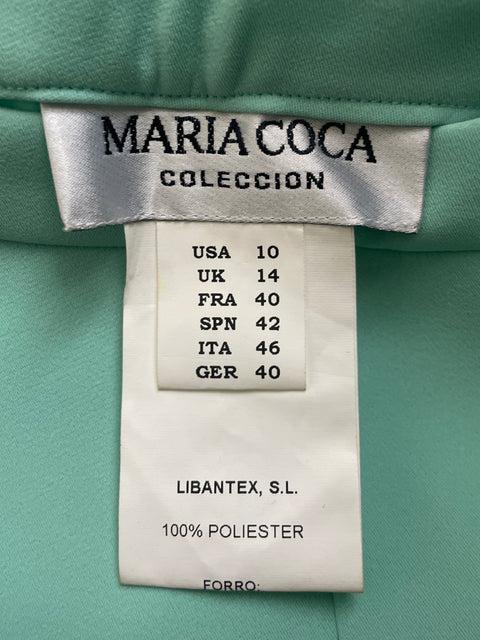 MARIA COCA
COLECCION
USA 10
UK 14
FRA 40
SPN 42
ITA 46
GER 40
LIBANTEX, S.L.
100% POLIESTER
FORRO: